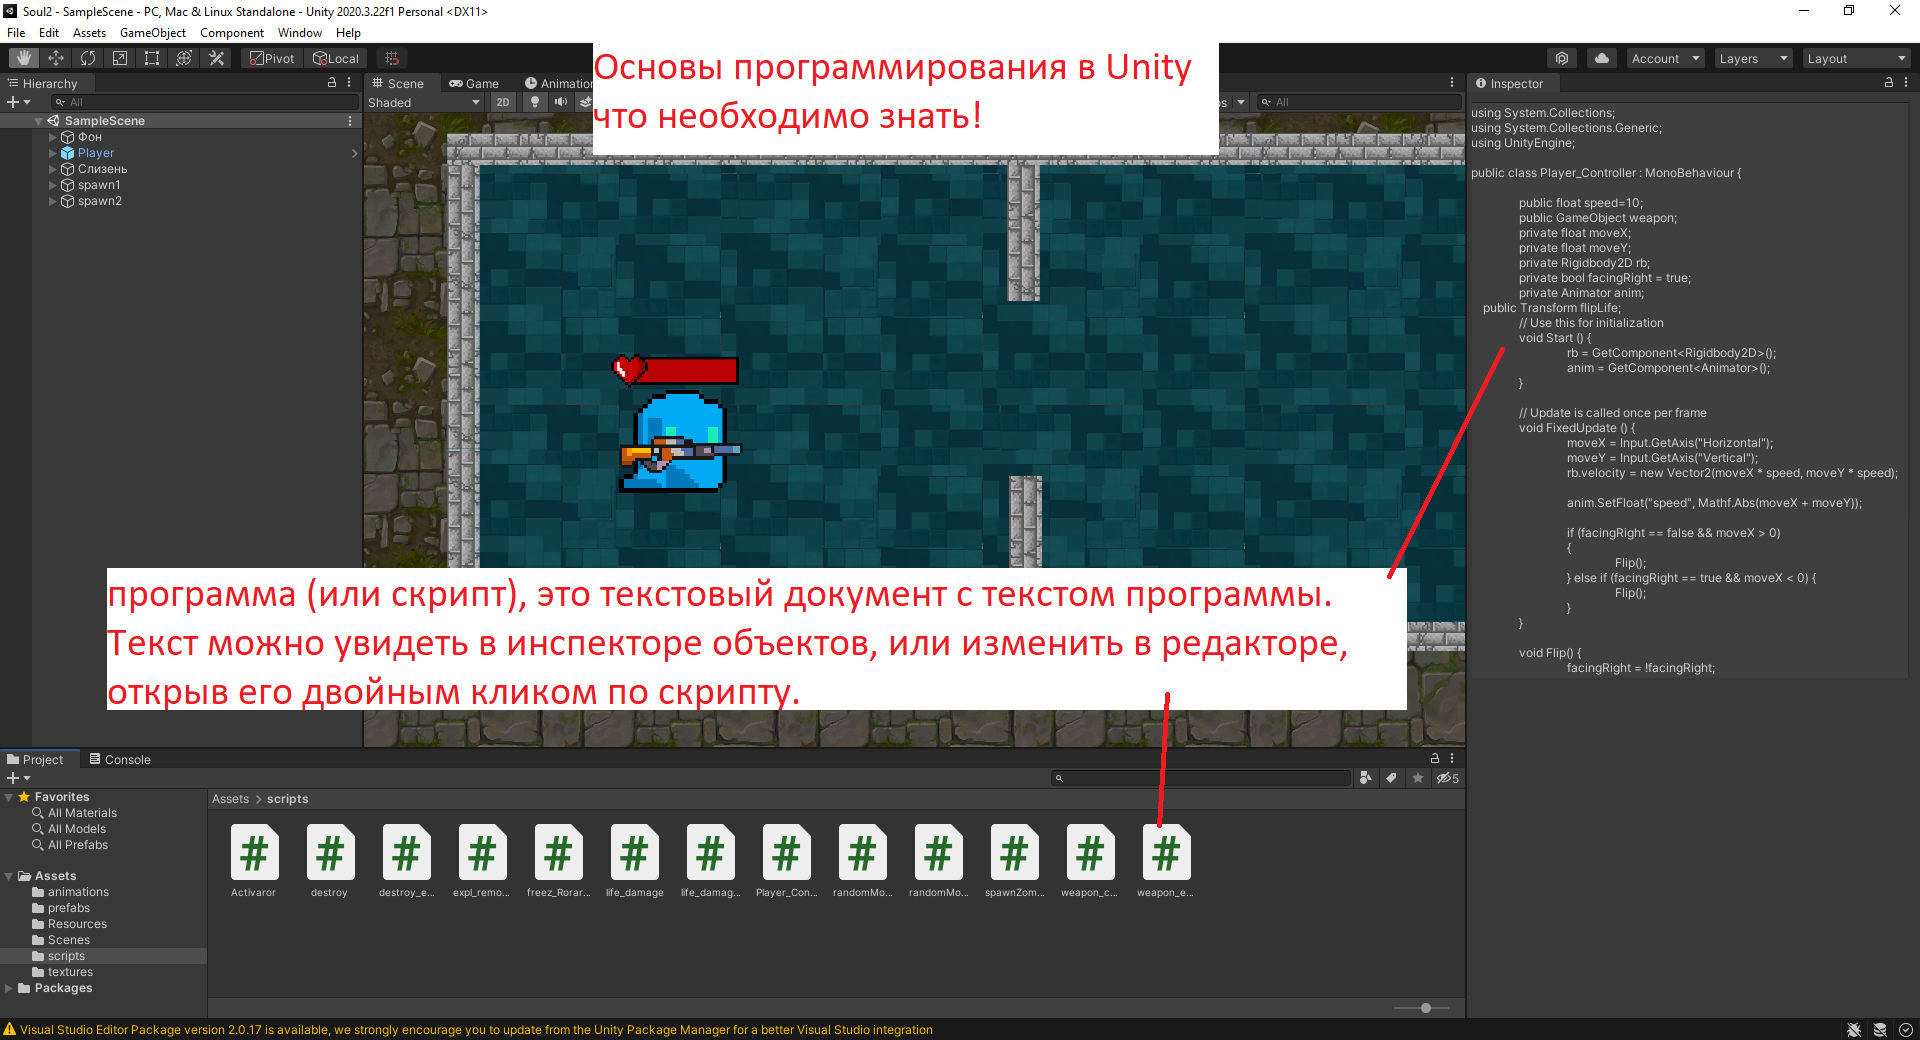 Soul2 - SampleScene - PC, Mac & Linux Standalone - Unity 2020.3.22f1 Personal <DX11>
File Edit Assets GameObject Component Window Help
Pivot Local Account Layers Layout
Основы программирования в Unity
что необходимо знать!
Hierarchy
All
SampleScene
Фон
Player
Слизень
spawn1
spawn2
Scene Game Animation
Shaded 2D
All
Inspector
using System.Collections;
using System.Collections.Generic;
using UnityEngine;
public class Player_Controller : MonoBehaviour {
public float speed=10;
public GameObject weapon;
private float moveX;
private float moveY;
private Rigidbody2D rb;
private bool facingRight = true;
private Animator anim;
public Transform flipLife;
// Use this for initialization
void Start () {
rb = GetComponent<Rigidbody2D>();
anim = GetComponent<Animator>();
}
// Update is called once per frame
void FixedUpdate () {
moveX = Input.GetAxis("Horizontal");
moveY = Input.GetAxis("Vertical");
rb.velocity = new Vector2(moveX * speed, moveY * speed);
anim.SetFloat("speed", Mathf.Abs(moveX + moveY));
if (facingRight == false && moveX > 0)
{
Flip();
} else if (facingRight == true && moveX < 0) {
Flip();
}
}
void Flip() {
facingRight = !facingRight;
программа (или скрипт), это текстовый документ с текстом программы.
Текст можно увидеть в инспекторе объектов, или изменить в редакторе,
открыв его двойным кликом по скрипту.
Project Console
5
Favorites
All Materials
All Models
All Prefabs
Assets
animations
prefabs
Resources
Scenes
scripts
textures
Packages
Assets > scripts
Activaror destroy destroy_e... expl_remo... freez_Rorar... life_damage life_damag... Player_Con... randomMo... randomMo... spawnZom... weapon_c... weapon_e...
Visual Studio Editor Package version 2.0.17 is available, we strongly encourage you to update from the Unity Package Manager for a better Visual Studio integration